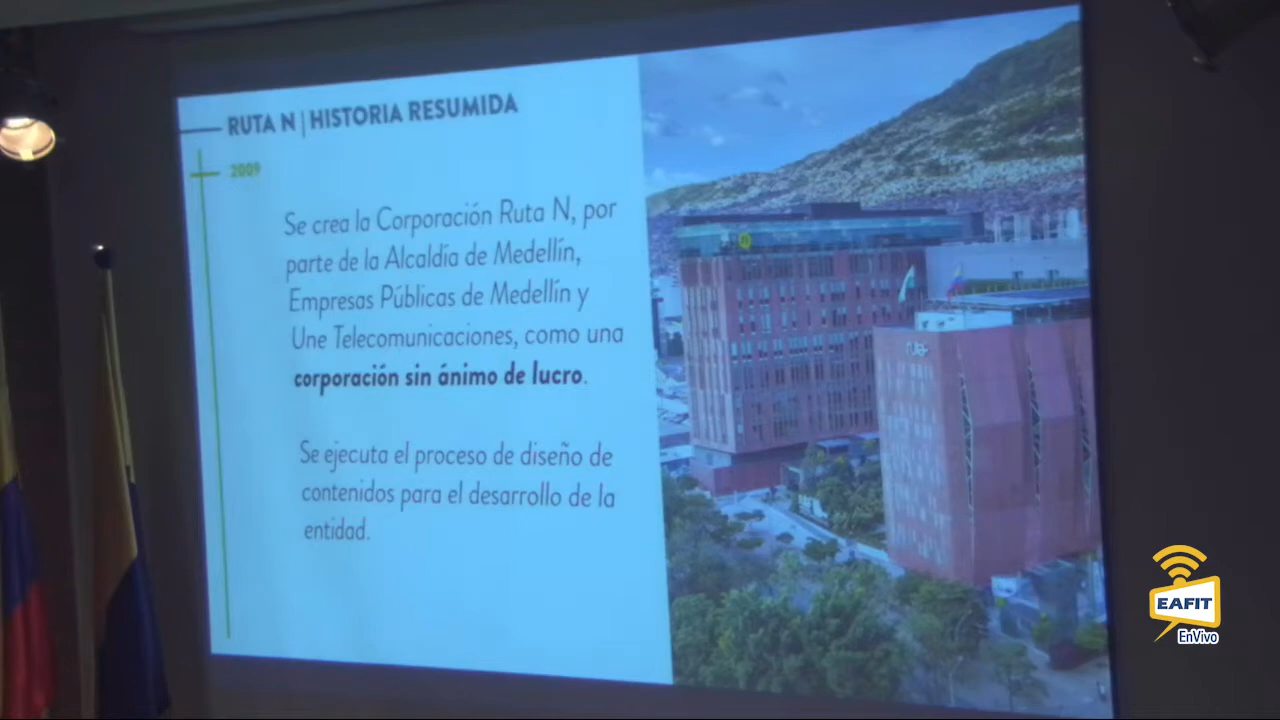 RUTA N | HISTORIA RESUMIDA
2009
Se crea la Corporación Ruta N, por
parte de la Alcaldía de Medellín,
Empresas Públicas de Medellín y
Une Telecomunicaciones, como una
corporación sin ánimo de lucro.
Se ejecuta el proceso de diseño de
contenidos para el desarrollo de la
entidad.
EAFIT
EnVivo